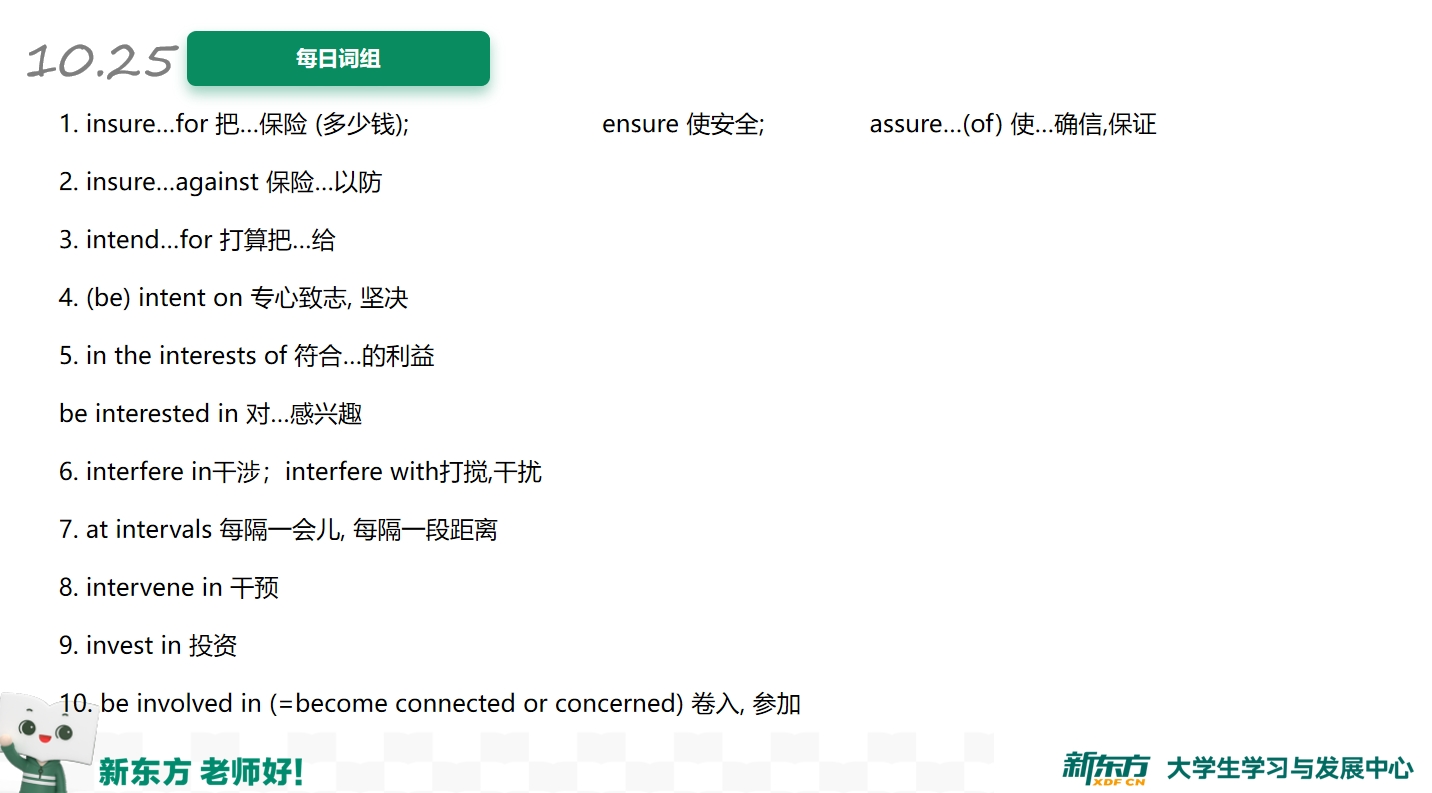 10.25 每日词组
1. insure…for 把…保险 (多少钱); ensure 使安全; assure…(of) 使…确信,保证
2. insure…against 保险…以防
3. intend…for 打算把…给
4. (be) intent on 专心致志, 坚决
5. in the interests of 符合…的利益
be interested in 对…感兴趣
6. interfere in干涉；interfere with打搅,干扰
7. at intervals 每隔一会儿, 每隔一段距离
8. intervene in 干预
9. invest in 投资
10. be involved in (=become connected or concerned) 卷入, 参加
新东方 老师好!
新东方 XDF.CN 大学生学习与发展中心